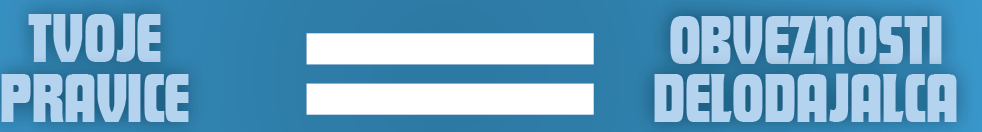 TVOJE
PRAVICE
=
OBVEZNOSTI
DELODAJALCA